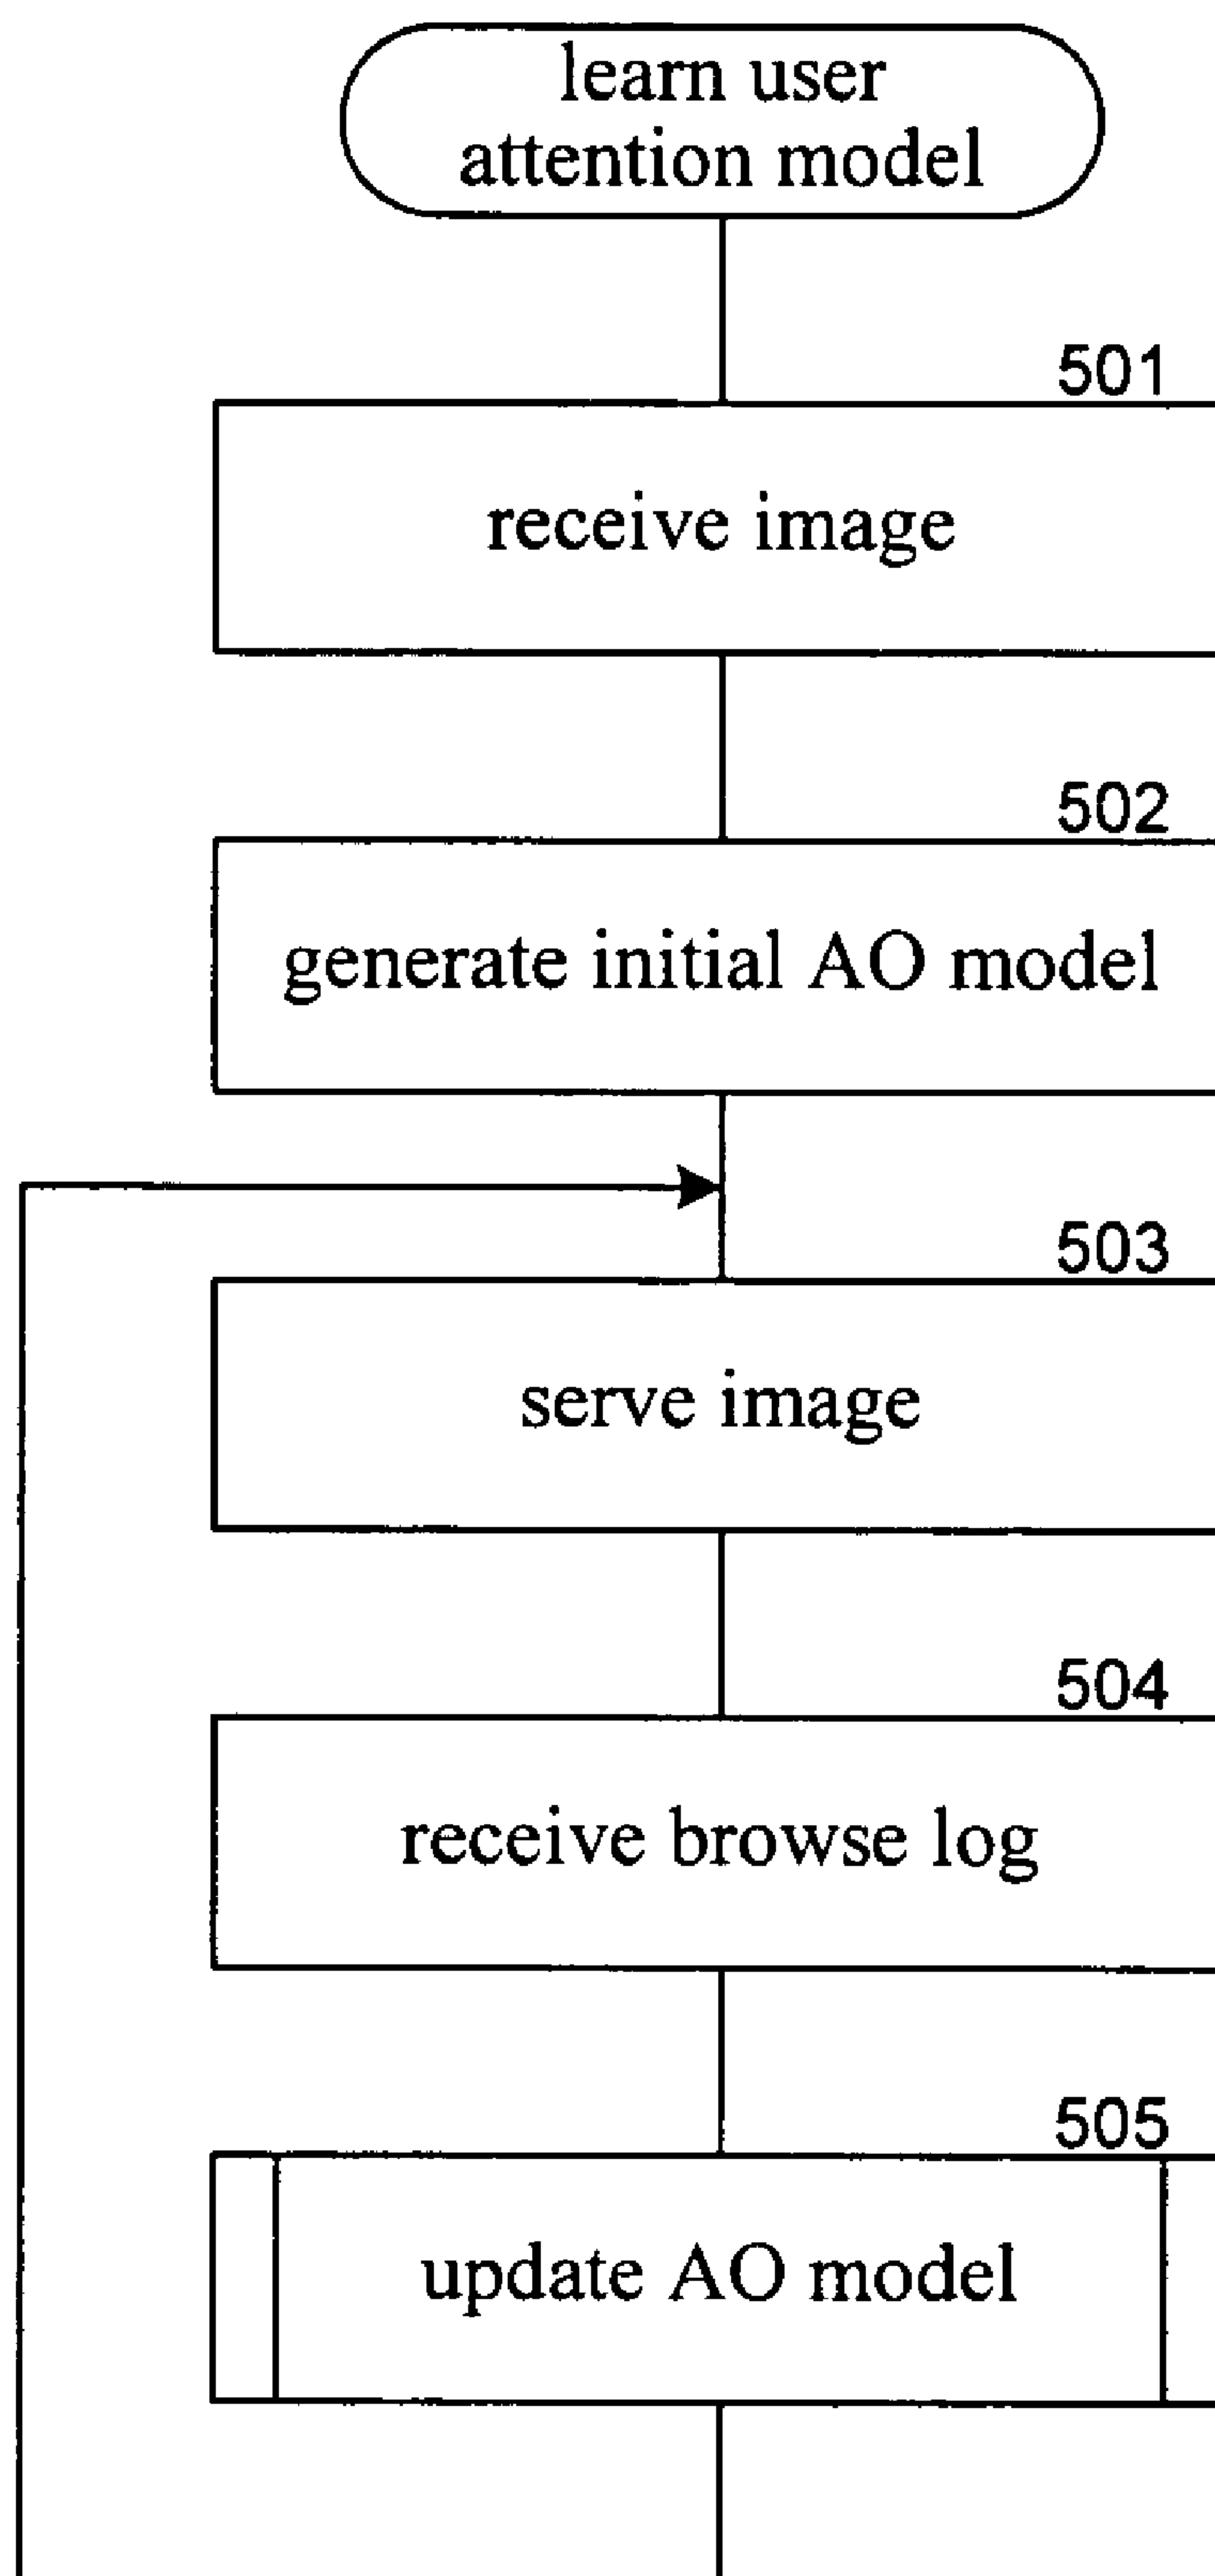 learn user
attention model
501
receive image
502
generate initial AO model
503
serve image
504
receive browse log
505
update AO model